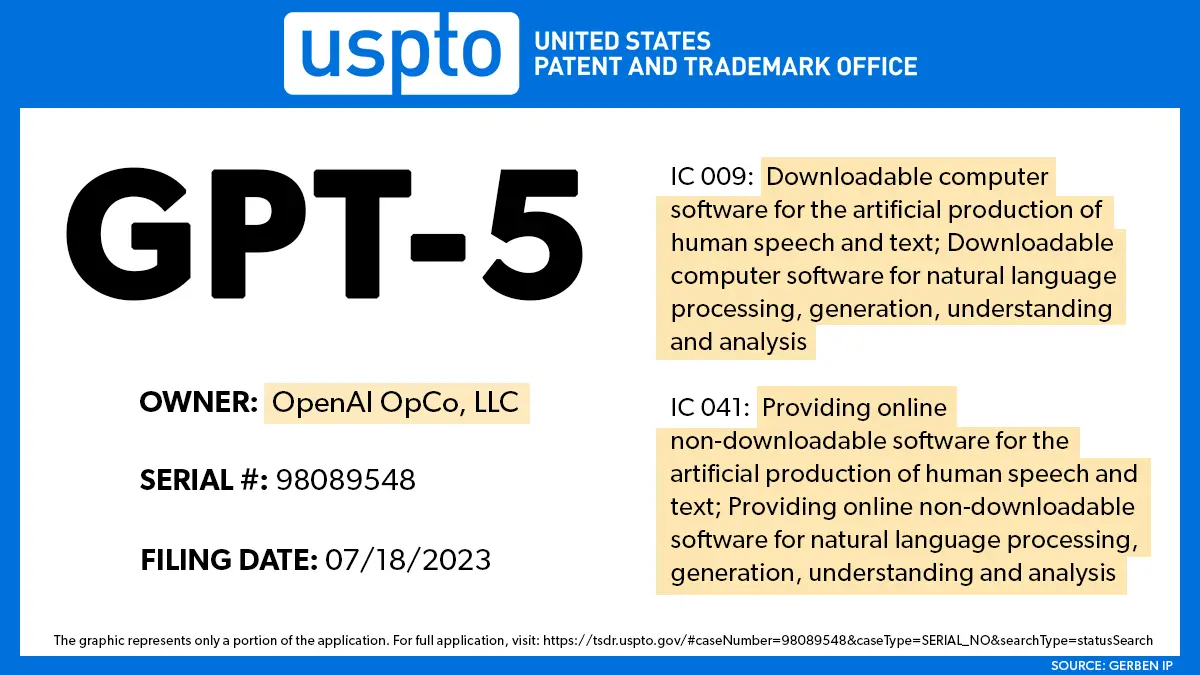 uspto UNITED STATES
PATENT AND TRADEMARK OFFICE
GPT-5
OWNER: OpenAI OpCo, LLC
SERIAL #: 98089548
FILING DATE: 07/18/2023
IC 009: Downloadable computer
software for the artificial production of
human speech and text; Downloadable
computer software for natural language
processing, generation, understanding
and analysis
IC 041: Providing online
non-downloadable software for the
artificial production of human speech and
text; Providing online non-downloadable
software for natural language processing,
generation, understanding and analysis
The graphic represents only a portion of the application. For full application, visit: https://tsdr.uspto.gov/#caseNumber=98089548&caseType=SERIAL_NO&searchType=statusSearch
SOURCE: GERBEN IP